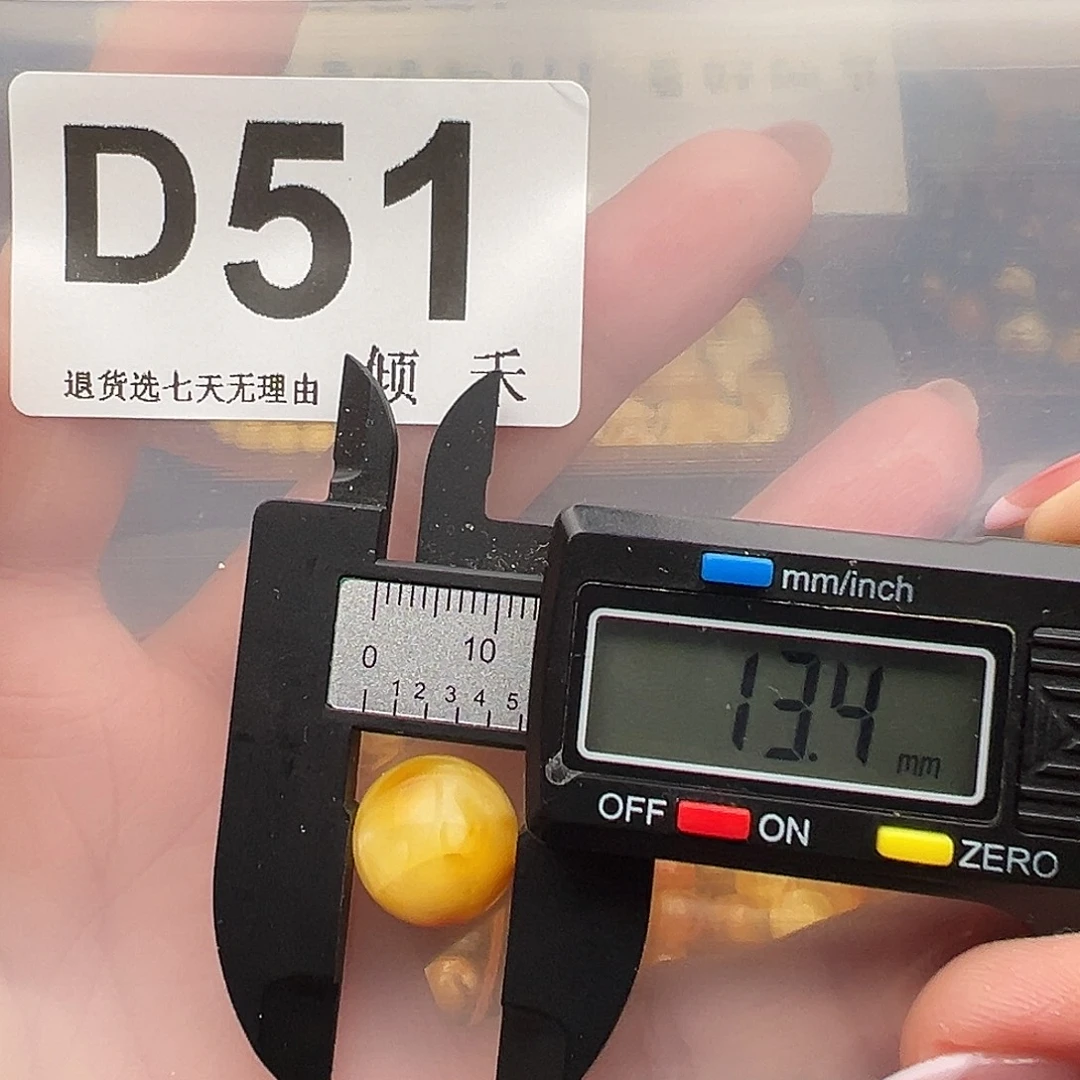 D51
退货选七天无理由
倾 禾
mm/inch
0 10
1 2 3 4 5
13.4 mm
OFF ON
ZERO